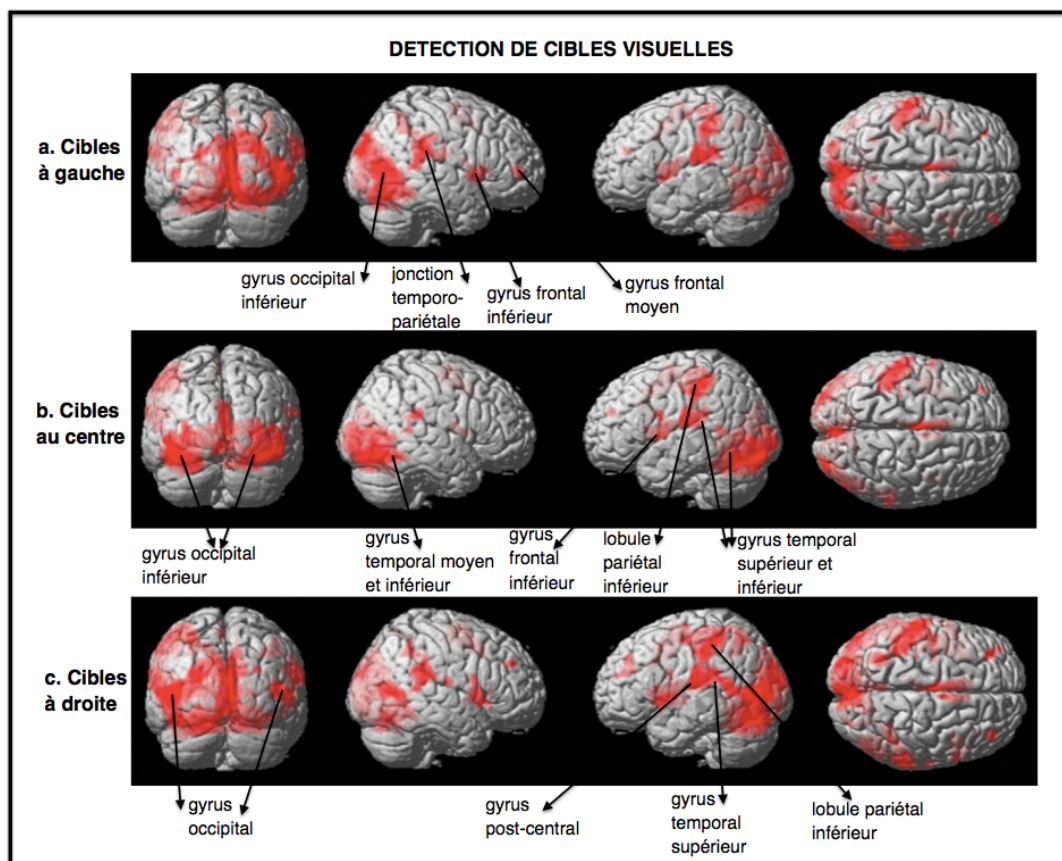 DETECTION DE CIBLES VISUELLES
a. Cibles
à gauche
gyrus occipital
inférieur
jonction
temporo-
pariétale
gyrus frontal
inférieur
gyrus frontal
moyen
b. Cibles
au centre
gyrus occipital
inférieur
gyrus
temporal moyen
et inférieur
gyrus
frontal
inférieur
lobule
pariétal
inférieur
gyrus temporal
supérieur et
inférieur
c. Cibles
à droite
gyrus
occipital
gyrus
post-central
gyrus
temporal
supérieur
lobule pariétal
inférieur